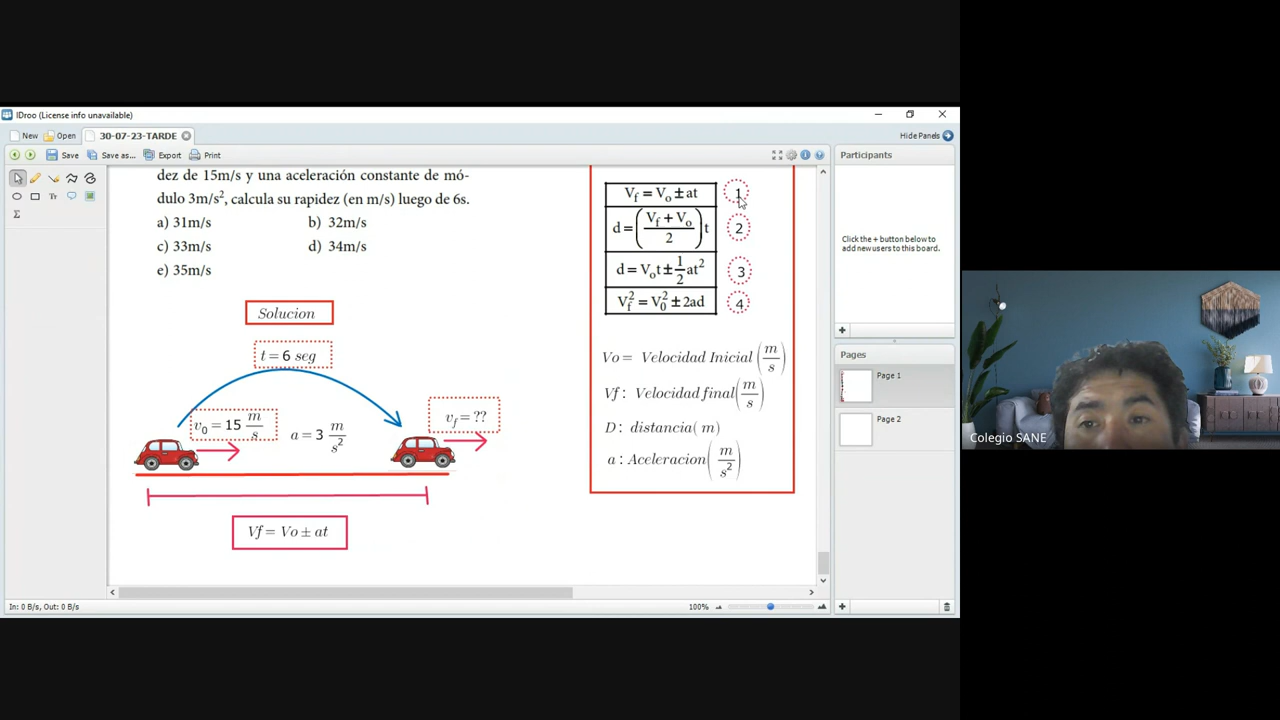 IDroo (License info unavailable)
New Open 30-07-23-TARDE Hide Panels
Save Save as... Export Print
Participants
Click the + button below to
add new users to this board.
Pages
Page 1
Page 2
dez de 15m/s y una aceleración constante de mó-
dulo 3m/s², calcula su rapidez (en m/s) luego de 6s.
a) 31m/s b) 32m/s
c) 33m/s d) 34m/s
e) 35m/s
Solucion
t = 6 seg
v₀ = 15 m/s
a = 3 m/s²
v_f = ??
Vf = Vo ± at
V_f = V_o ± at 1
d = ((V_f + V_o)/2) t 2
d = V_o t ± 1/2 at² 3
V_f² = V_0² ± 2ad 4
Vo = Velocidad Inicial (m/s)
Vf : Velocidad final (m/s)
D : distancia( m)
a : Aceleracion( m/s² )
Colegio SANE
In: 0 B/s, Out: 0 B/s 100%